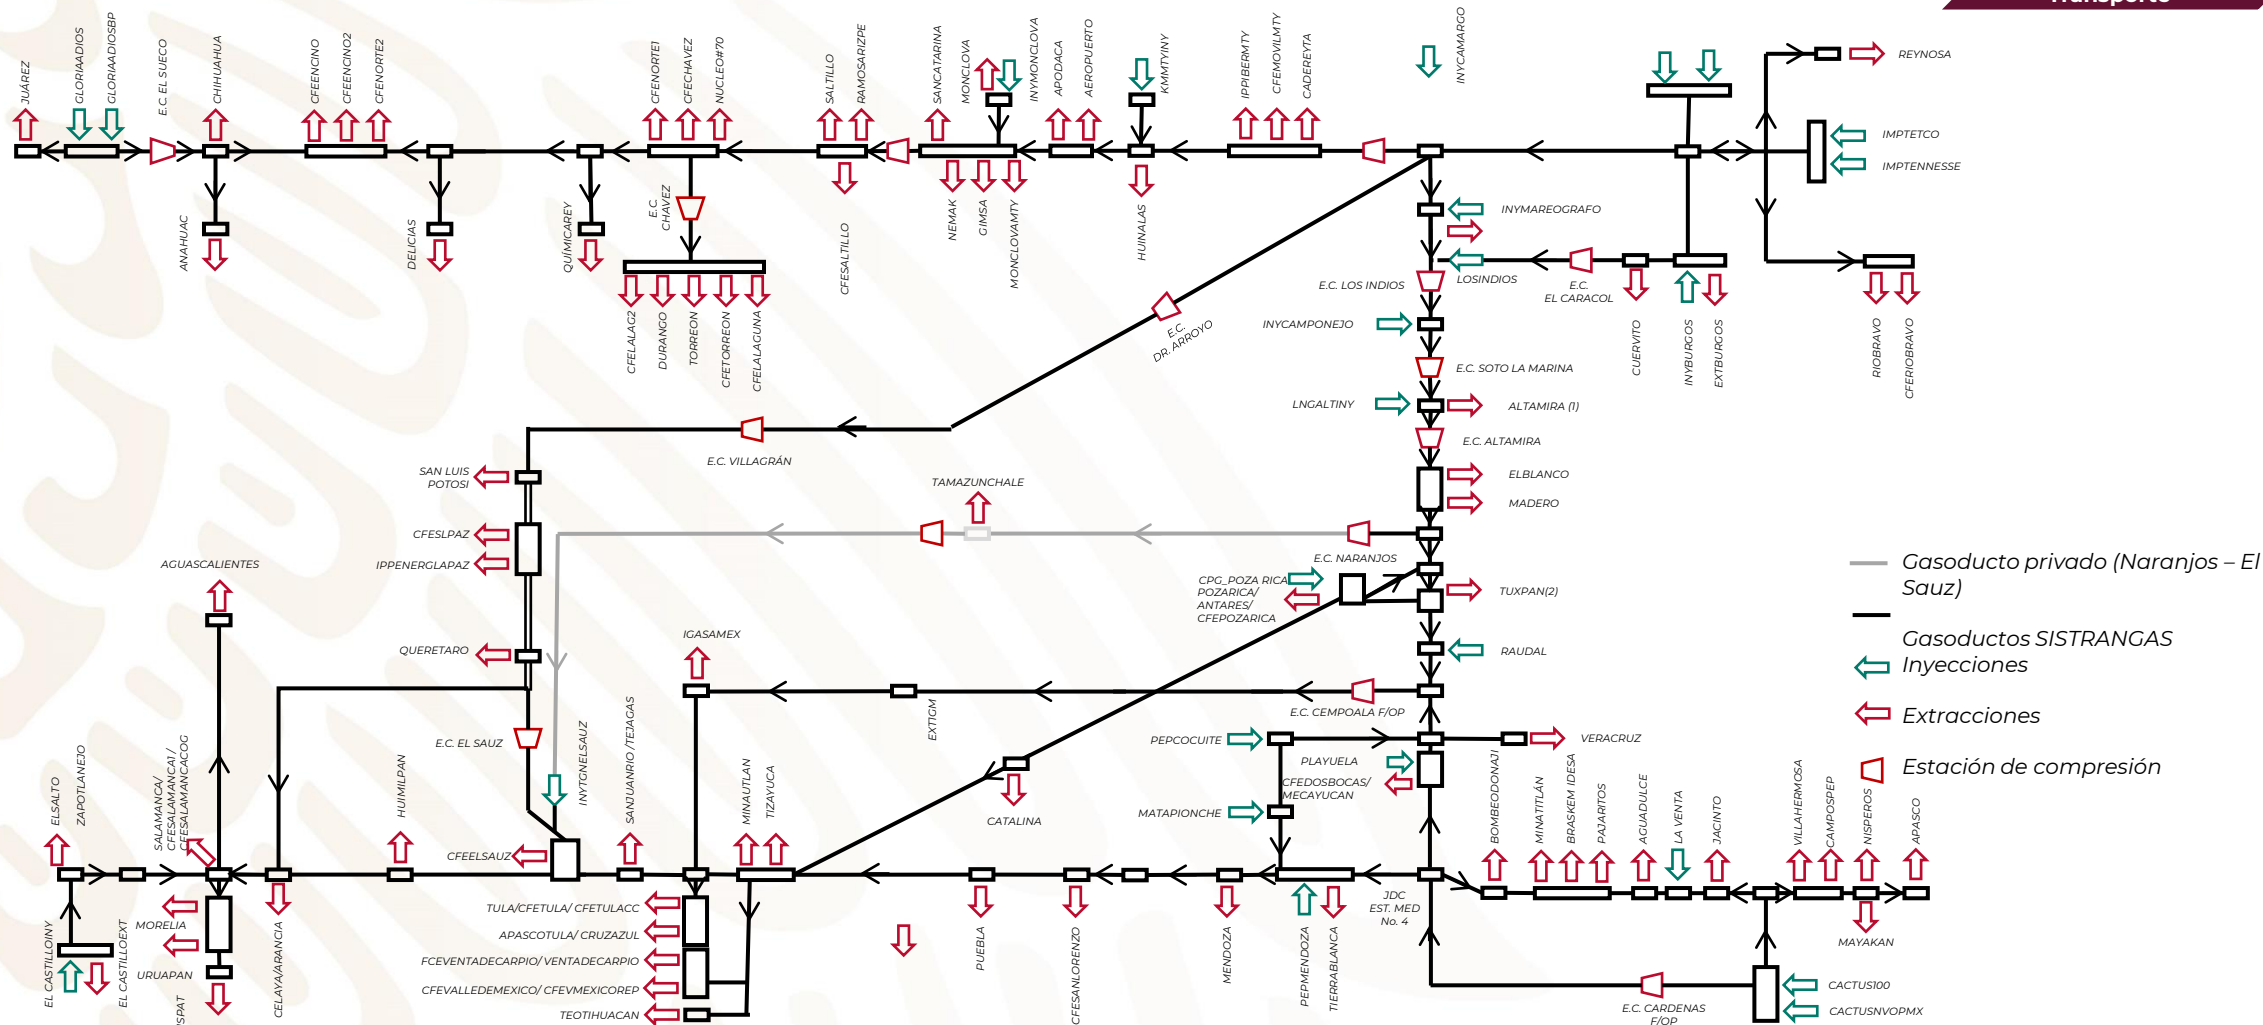 Transporte
JUÁREZ
GLORIAADIOS
GLORIAADIOSBP
E.C. EL SUECO
CHIHUAHUA
CFEENCINO
CFEENCINO2
CFENORTE2
CFENORTE1
CFECHAVEZ
NUCLEO#70
SALTILLO
RAMOSARIZPE
SANCATARINA
MONCLOVA
INYMONCLOVA
APODACA
AEROPUERTO
KMMTYINY
IPPIBERMTY
CFEMOVILMTY
CADEREYTA
INYCAMARGO
REYNOSA
IMPTETCO
IMPTENNESSE
ANAHUAC
DELICIAS
QUÍMICAREY
E.C.
CHAVEZ
CFESALTILLO
NEMAK
GIMSA
MONCLOVAMTY
HUINALAS
INYMAREOGRAFO
LOSINDIOS
E.C. LOS INDIOS
E.C.
EL CARACOL
CUERVITO
INYBURGOS
EXTBURGOS
RIOBRAVO
CFERIOBRAVO
CFELALAG2
DURANGO
TORREON
CFETORREON
CFELALAGUNA
E.C.
DR. ARROYO
INYCAMPONEJO
E.C. SOTO LA MARINA
LNGALTINY
ALTAMIRA (1)
E.C. ALTAMIRA
E.C. VILLAGRÁN
SAN LUIS
POTOSI
TAMAZUNCHALE
ELBLANCO
MADERO
CFESLPAZ
IPPENERGLAPAZ
E.C. NARANJOS
AGUASCALIENTES
CPG_POZA RICA
POZARICA/
ANTARES/
CFEPOZARICA
TUXPAN(2)
Gasoducto privado (Naranjos – El
Sauz)
Gasoductos SISTRANGAS
Inyecciones
Extracciones
Estación de compresión
QUERETARO
IGASAMEX
RAUDAL
EXTIGM
E.C. CEMPOALA F/OP
E.C. EL SAUZ
INYTGNELSAUZ
SANJUANRIO /TEJAGAS
MINAUTLAN
TIZAYUCA
CATALINA
PEPCOCUITE
PLAYUELA
CFEDOSBOCAS/
MECAYUCAN
MATAPIONCHE
VERACRUZ
ELSALTO
ZAPOTLANEJO
SALAMANCA/
CFESALAMANCA1/
CFESALAMANCACOG
HUIMILPAN
CFEELSAUZ
BOMBEODONAJI
MINATITLÁN
BRASKEM IDESA
PAJARITOS
AGUADULCE
LA VENTA
JACINTO
VILLAHERMOSA
CAMPOSPEP
NISPEROS
APASCO
MAYAKAN
JDC
EST. MED
No. 4
MORELIA
URUAPAN
EL CASTILLOINY
EL CASTILLOEXT
CELAYA/ARANCIA
TULA/CFETULA/ CFETULACC
APASCOTULA/ CRUZAZUL
FCEVENTADECARPIO/ VENTADECARPIO
CFEVALLEDEMEXICO/ CFEVMEXICOREP
TEOTIHUACAN
PUEBLA
CFESANLORENZO
MENDOZA
PEPMENDOZA
TIERRABLANCA
E.C. CARDENAS
F/OP
CACTUS100
CACTUSNVOPMX